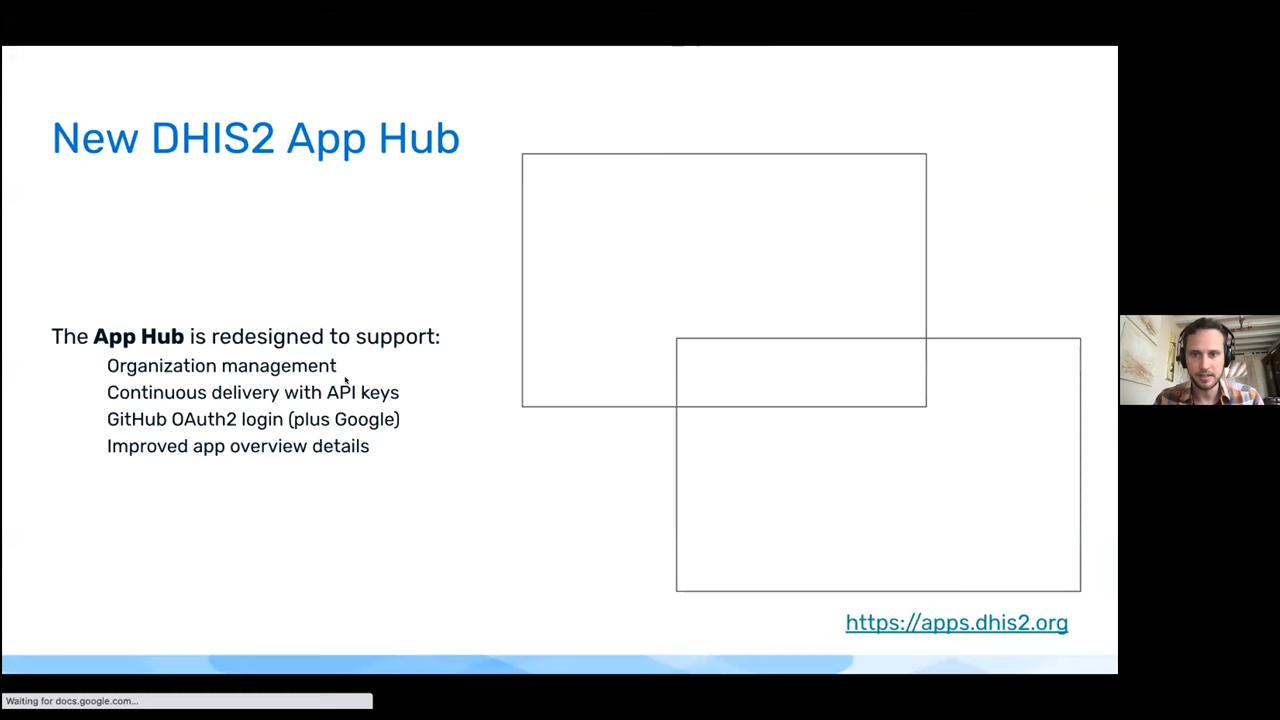 New DHIS2 App Hub
The App Hub is redesigned to support:
Organization management
Continuous delivery with API keys
GitHub OAuth2 login (plus Google)
Improved app overview details
https://apps.dhis2.org
Waiting for docs.google.com...